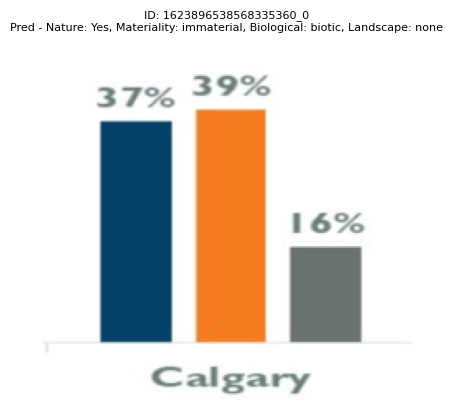 ID: 1623896538568335360_0
Pred - Nature: Yes, Materiality: immaterial, Biological: biotic, Landscape: none
37% 39%
16%
Calgary